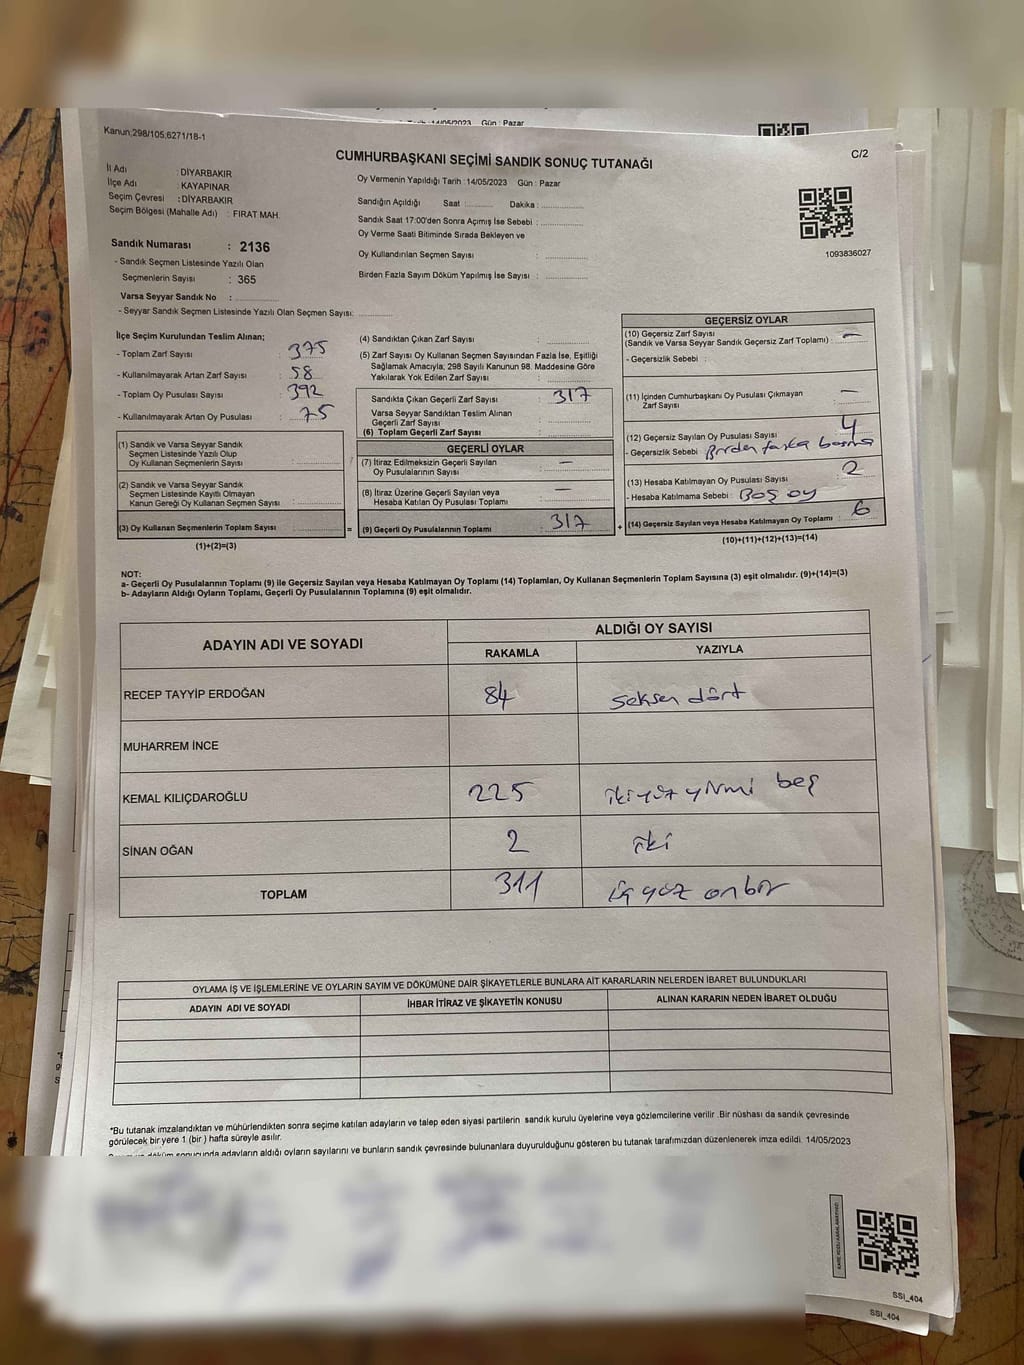 14/05/2023 Gün : Pazar
Kanun;298/105;6271/18-1
CUMHURBAŞKANI SEÇİMİ SANDIK SONUÇ TUTANAĞI
C/2
İl Adı : DİYARBAKIR
İlçe Adı : KAYAPINAR
Seçim Çevresi : DİYARBAKIR
Seçim Bölgesi (Mahalle Adı) : FIRAT MAH.
Oy Vermenin Yapıldığı Tarih : 14/05/2023 Gün : Pazar
Sandığın Açıldığı Saat :.......... Dakika :...............
Sandık Saat 17:00'den Sonra Açımış İse Sebebi :...............
Oy Verme Saati Bitiminde Sırada Bekleyen ve
Oy Kullandırılan Seçmen Sayısı :...............
Birden Fazla Sayım Döküm Yapılmış İse Sayısı :...............
1093836027
Sandık Numarası : 2136
- Sandık Seçmen Listesinde Yazılı Olan
Seçmenlerin Sayısı : 365
Varsa Seyyar Sandık No :...............
- Seyyar Sandık Seçmen Listesinde Yazılı Olan Seçmen Sayısı: ............
İlçe Seçim Kurulundan Teslim Alınan;
- Toplam Zarf Sayısı : 375
- Kullanılmayarak Artan Zarf Sayısı : 58
- Toplam Oy Pusulası Sayısı : 392
- Kullanılmayarak Artan Oy Pusulası : 75
(1) Sandık ve Varsa Seyyar Sandık
Seçmen Listesinde Yazılı Olup
Oy Kullanan Seçmenlerin Sayısı :...............
(2) Sandık ve Varsa Seyyar Sandık
Seçmen Listesinde Kayıtlı Olmayan
Kanun Gereği Oy Kullanan Seçmen Sayısı :...............
(3) Oy Kullanan Seçmenlerin Toplam Sayısı :...............
(1)+(2)=(3)
(4) Sandıktan Çıkan Zarf Sayısı :...............
(5) Zarf Sayısı Oy Kullanan Seçmen Sayısından Fazla İse, Eşitliği
Sağlamak Amacıyla; 298 Sayılı Kanunun 98. Maddesine Göre
Yakılarak Yok Edilen Zarf Sayısı :...............
Sandıkta Çıkan Geçerli Zarf Sayısı : 317
Varsa Seyyar Sandıktan Teslim Alınan
Geçerli Zarf Sayısı :...............
(6) Toplam Geçerli Zarf Sayısı :...............
GEÇERLİ OYLAR
(7) İtiraz Edilmeksizin Geçerli Sayılan : —
Oy Pusulalarının Sayısı
(8) İtiraz Üzerine Geçerli Sayılan veya : —
Hesaba Katılan Oy Pusulası Toplamı
= (9) Geçerli Oy Pusulalarının Toplamı : 317
GEÇERSİZ OYLAR
(10) Geçersiz Zarf Sayısı
(Sandık ve Varsa Seyyar Sandık Geçersiz Zarf Toplamı) : —
- Geçersizlik Sebebi :
(11) İçinden Cumhurbaşkanı Oy Pusulası Çıkmayan
Zarf Sayısı : —
(12) Geçersiz Sayılan Oy Pusulası Sayısı : 4
- Geçersizlik Sebebi : Birden fazla basma
(13) Hesaba Katılmayan Oy Pusulası Sayısı : 2
- Hesaba Katılmama Sebebi : Boş oy
+ (14) Geçersiz Sayılan veya Hesaba Katılmayan Oy Toplamı : 6
(10)+(11)+(12)+(13)=(14)
NOT:
a- Geçerli Oy Pusulalarının Toplamı (9) ile Geçersiz Sayılan veya Hesaba Katılmayan Oy Toplamı (14) Toplamları, Oy Kullanan Seçmenlerin Toplam Sayısına (3) eşit olmalıdır. (9)+(14)=(3)
b- Adayların Aldığı Oyların Toplamı, Geçerli Oy Pusulalarının Toplamına (9) eşit olmalıdır.
ADAYIN ADI VE SOYADI
ALDIĞI OY SAYISI
RAKAMLA YAZIYLA
RECEP TAYYİP ERDOĞAN 84 seksen dört
MUHARREM İNCE
KEMAL KILIÇDAROĞLU 225 ikiyüz yirmi beş
SİNAN OĞAN 2 iki
TOPLAM 311 üç yüz onbir
OYLAMA İŞ VE İŞLEMLERİNE VE OYLARIN SAYIM VE DÖKÜMÜNE DAİR ŞİKAYETLERLE BUNLARA AİT KARARLARIN NELERDEN İBARET BULUNDUKLARI
ADAYIN ADI VE SOYADI İHBAR İTİRAZ VE ŞİKAYETİN KONUSU ALINAN KARARIN NEDEN İBARET OLDUĞU
*Bu tutanak imzalandıktan ve mühürlendikten sonra seçime katılan adayların ve talep eden siyasi partilerin sandık kurulu üyelerine veya gözlemcilerine verilir .Bir nüshası da sandık çevresinde
görülecek bir yere 1 (bir ) hafta süreyle asılır.
döküm sonucunda adayların aldığı oyların sayılarını ve bunların sandık çevresinde bulunanlara duyurulduğunu gösteren bu tutanak tarafımızdan düzenlenerek imza edildi. 14/05/2023
SSI_404
SSI_404